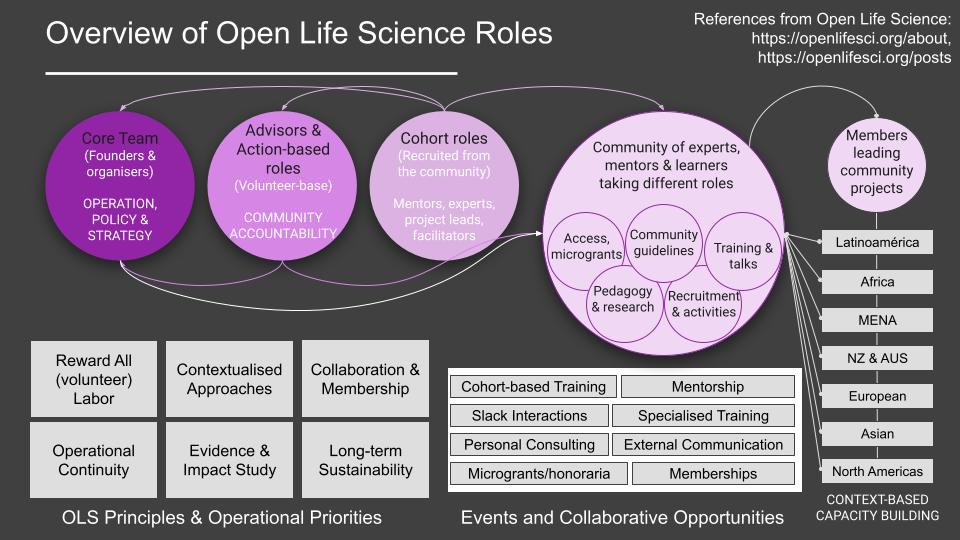 Overview of Open Life Science Roles
References from Open Life Science:
https://openlifesci.org/about,
https://openlifesci.org/posts
Core Team
(Founders &
organisers)
OPERATION,
POLICY &
STRATEGY
Advisors &
Action-based
roles
(Volunteer-base)
COMMUNITY
ACCOUNTABILITY
Cohort roles
(Recruited from
the community)
Mentors, experts,
project leads,
facilitators
Community of experts,
mentors & learners
taking different roles
Access,
microgrants
Community
guidelines
Training &
talks
Pedagogy
& research
Recruitment
& activities
Members
leading
community
projects
Latinoamérica
Africa
MENA
NZ & AUS
European
Asian
North Americas
CONTEXT-BASED
CAPACITY BUILDING
Reward All
(volunteer)
Labor
Contextualised
Approaches
Collaboration &
Membership
Operational
Continuity
Evidence &
Impact Study
Long-term
Sustainability
OLS Principles & Operational Priorities
Cohort-based Training
Mentorship
Slack Interactions
Specialised Training
Personal Consulting
External Communication
Microgrants/honoraria
Memberships
Events and Collaborative Opportunities